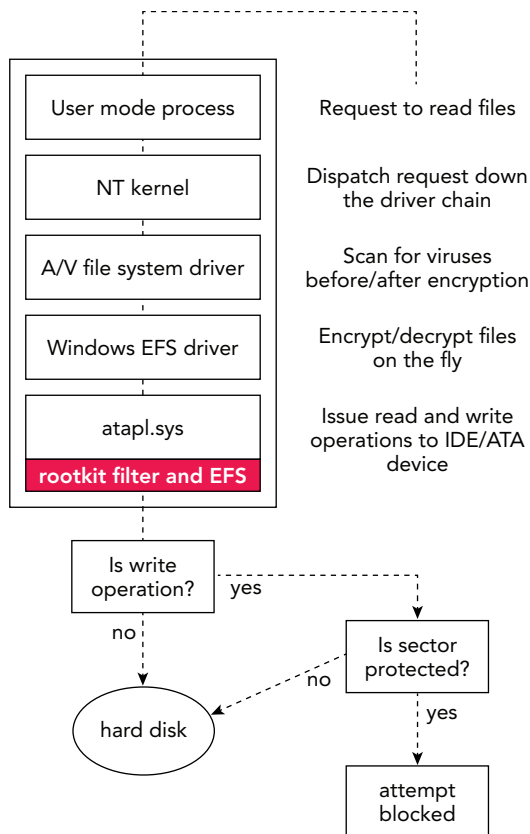 User mode process
Request to read files
NT kernel
Dispatch request down
the driver chain
A/V file system driver
Scan for viruses
before/after encryption
Windows EFS driver
Encrypt/decrypt files
on the fly
atapl.sys
Issue read and write
operations to IDE/ATA
device
rootkit filter and EFS
Is write
operation?
yes
no
Is sector
protected?
no
yes
hard disk
attempt
blocked